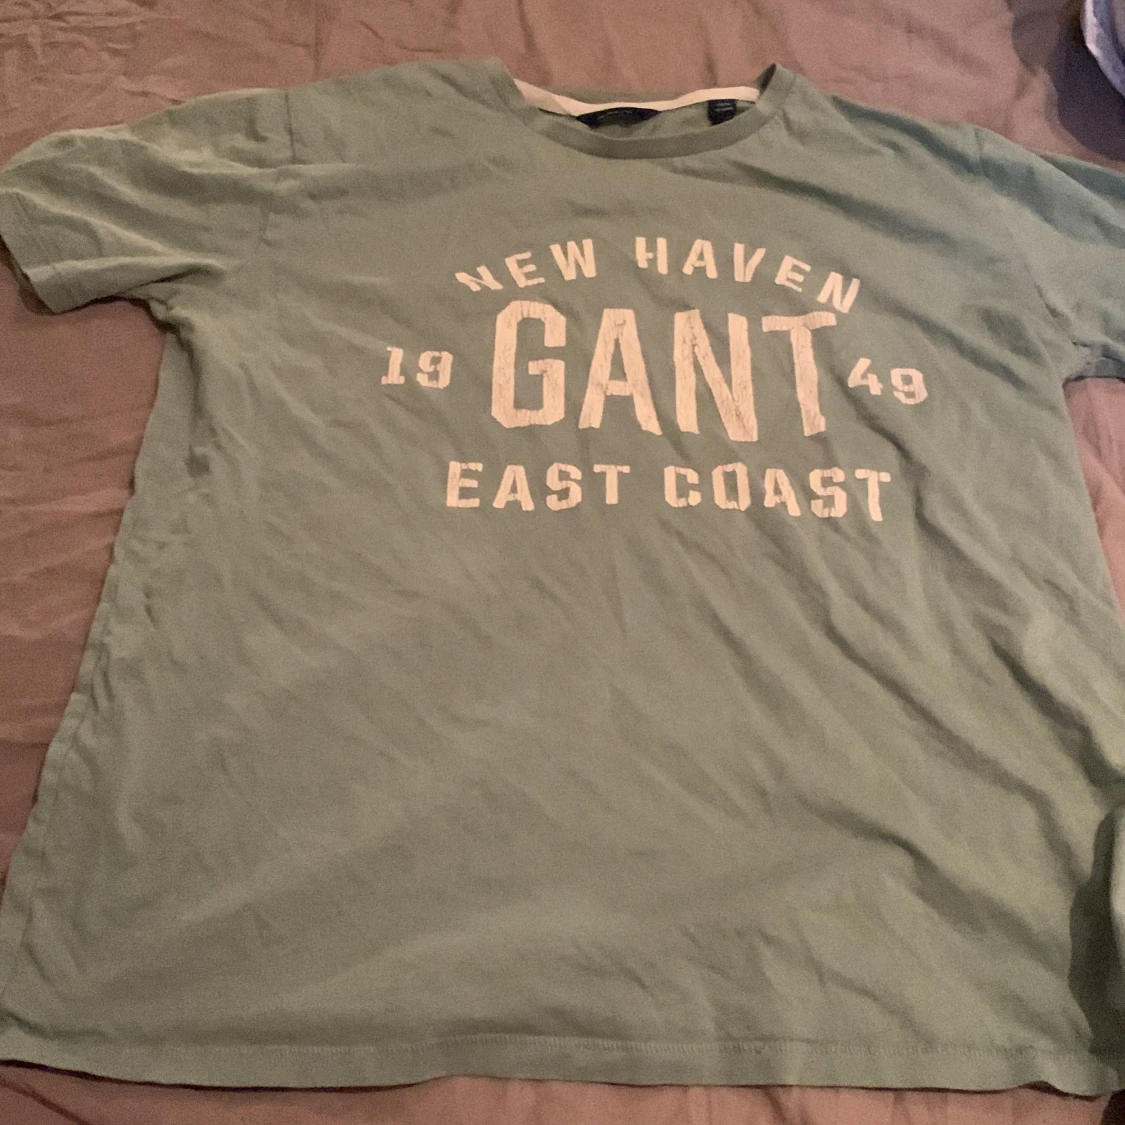 NEW HAVEN
19 GANT 49
EAST COAST